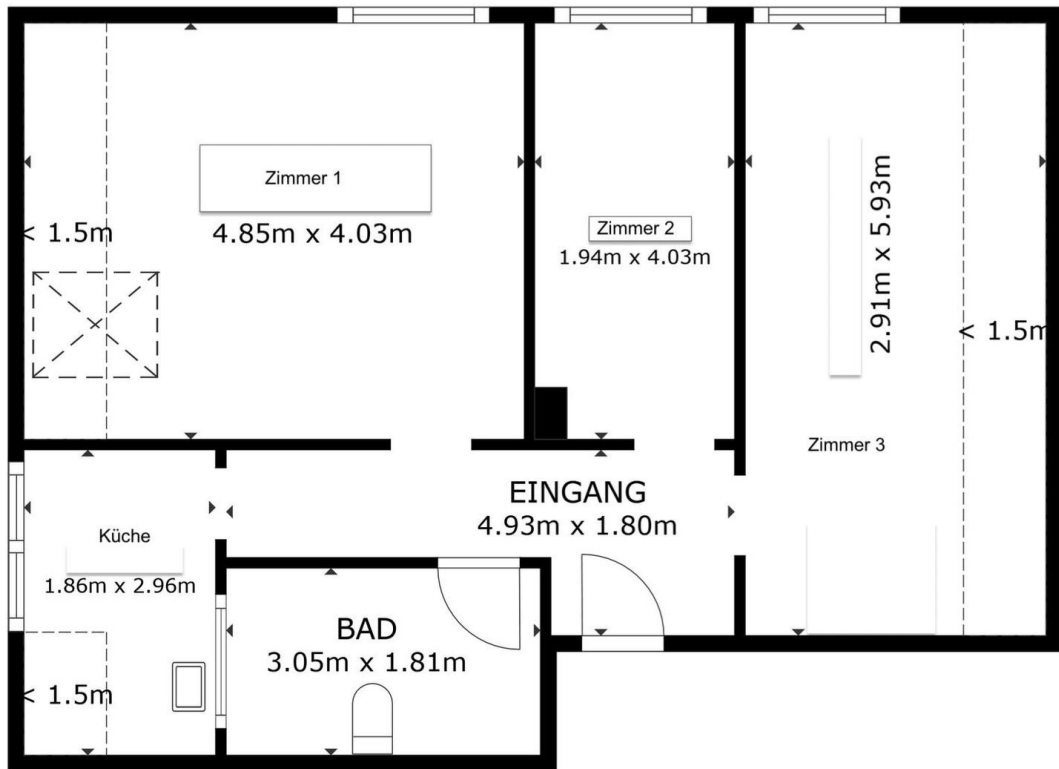 Zimmer 1
4.85m x 4.03m
< 1.5m
Zimmer 2
1.94m x 4.03m
2.91m x 5.93m
< 1.5m
Zimmer 3
EINGANG
4.93m x 1.80m
Küche
1.86m x 2.96m
BAD
3.05m x 1.81m
< 1.5m